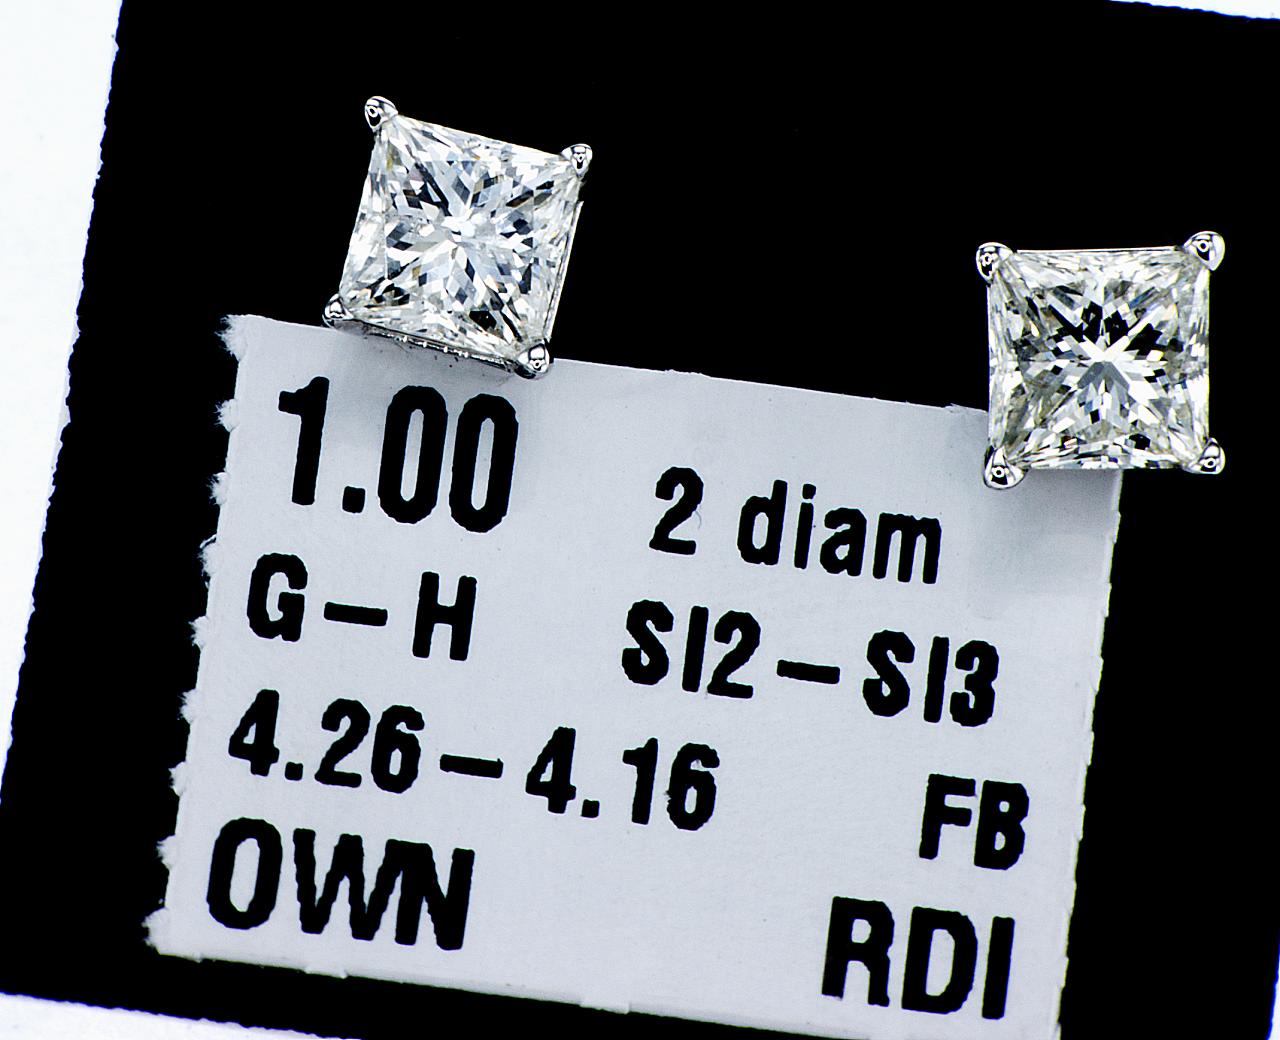 1.00 2 diam
G-H SI2-SI3
4.26-4.16 FB
OWN RDI